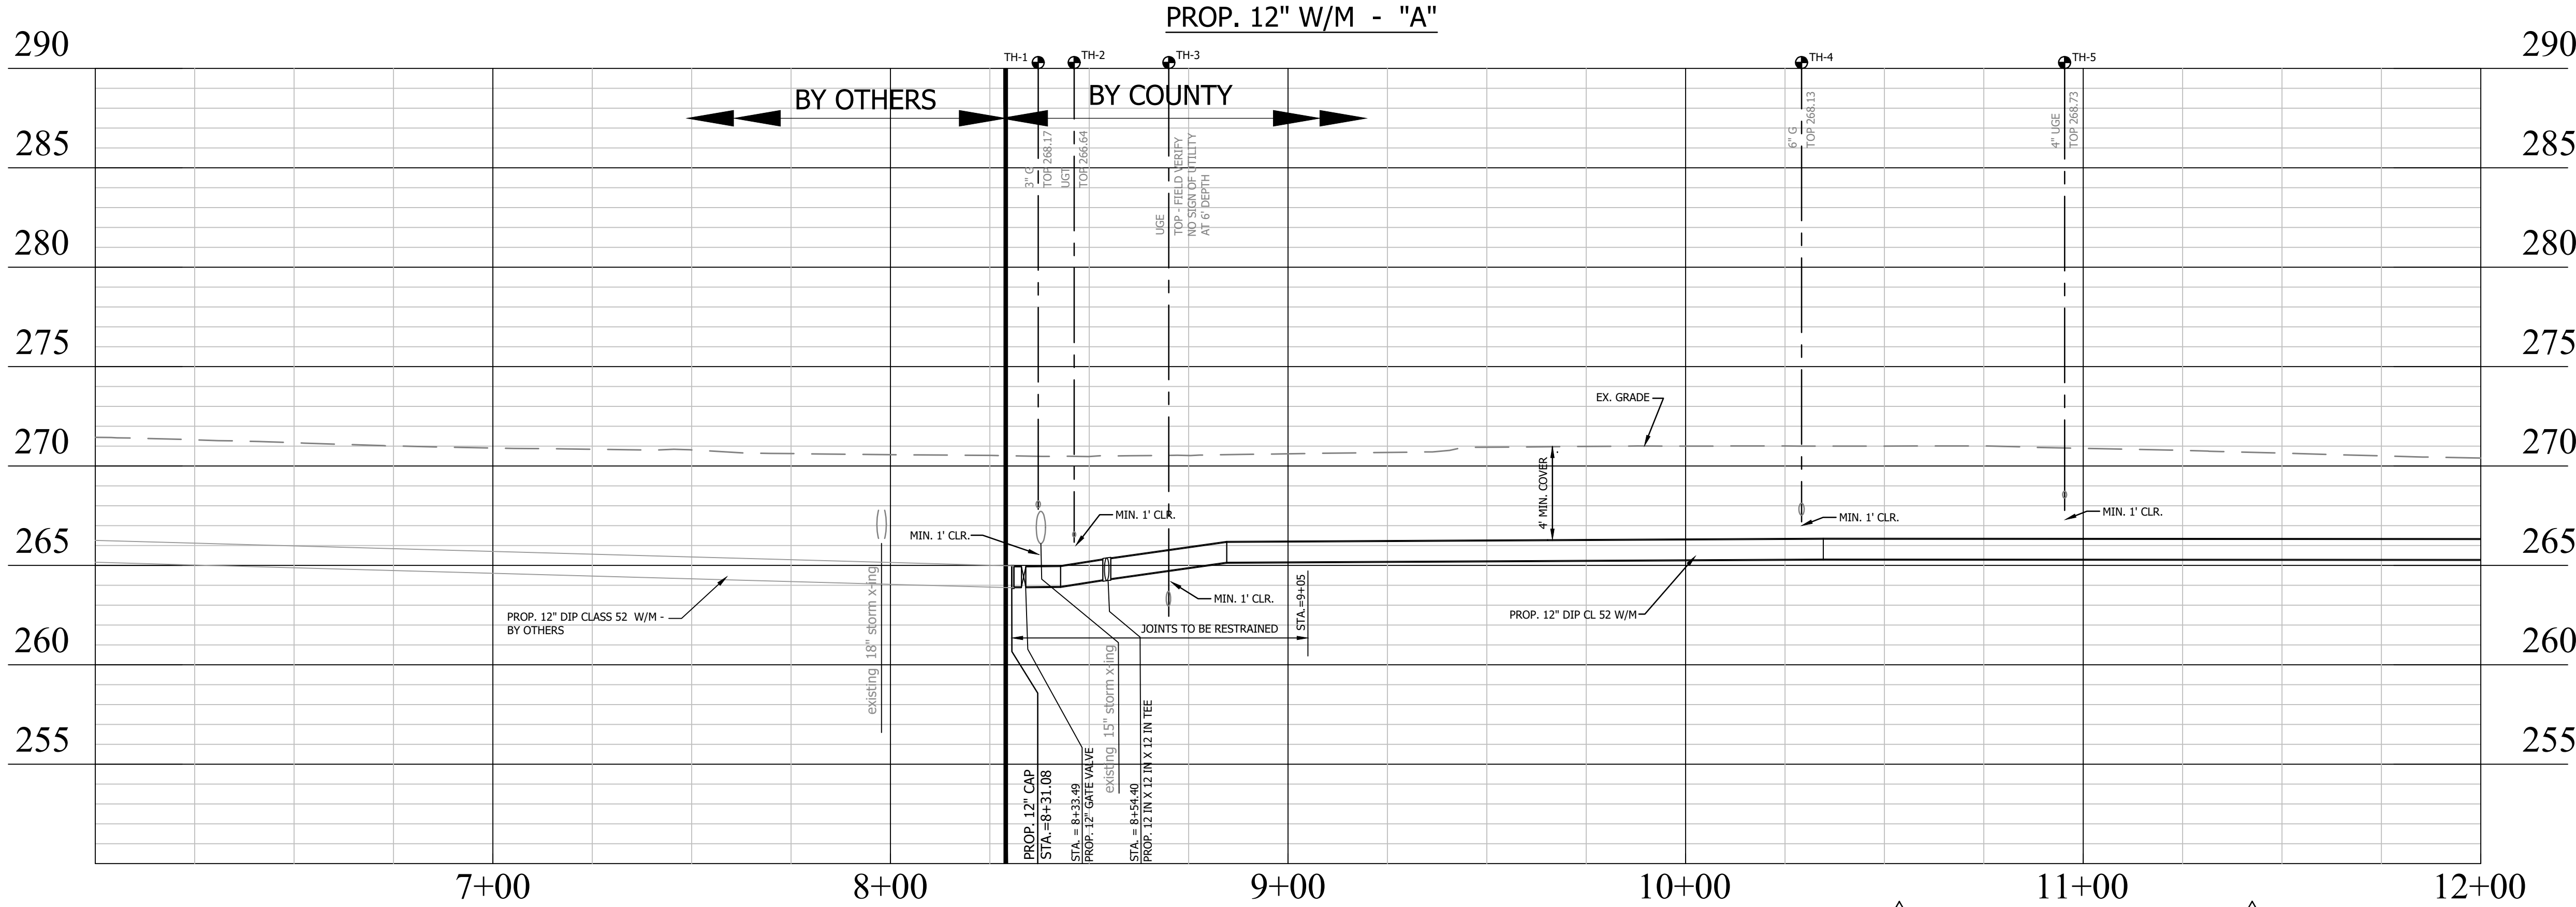 PROP. 12" W/M - "A"
290
290
TH-1
TH-2
TH-3
TH-4
TH-5
BY OTHERS
BY COUNTY
3" G
TOP 268.17
UGT
TOP 266.64
UGE
TOP - FIELD VERIFY
NO SIGN OF UTILITY
AT 6' DEPTH
6" G
TOP 268.13
4" UGE
TOP 268.73
285
285
280
280
275
275
EX. GRADE
270
270
4' MIN. COVER
MIN. 1' CLR.
MIN. 1' CLR.
MIN. 1' CLR.
MIN. 1' CLR.
MIN. 1' CLR.
265
265
PROP. 12" DIP CLASS 52 W/M -
BY OTHERS
existing 18" storm x-ing
JOINTS TO BE RESTRAINED
STA.=9+05
PROP. 12" DIP CL 52 W/M
260
260
existing 15" storm x-ing
255
255
PROP. 12" CAP
STA.=8+31.08
STA. = 8+33.49
PROP. 12" GATE VALVE
STA. = 8+54.40
PROP. 12 IN X 12 IN X 12 IN TEE
7+00
8+00
9+00
10+00
11+00
12+00